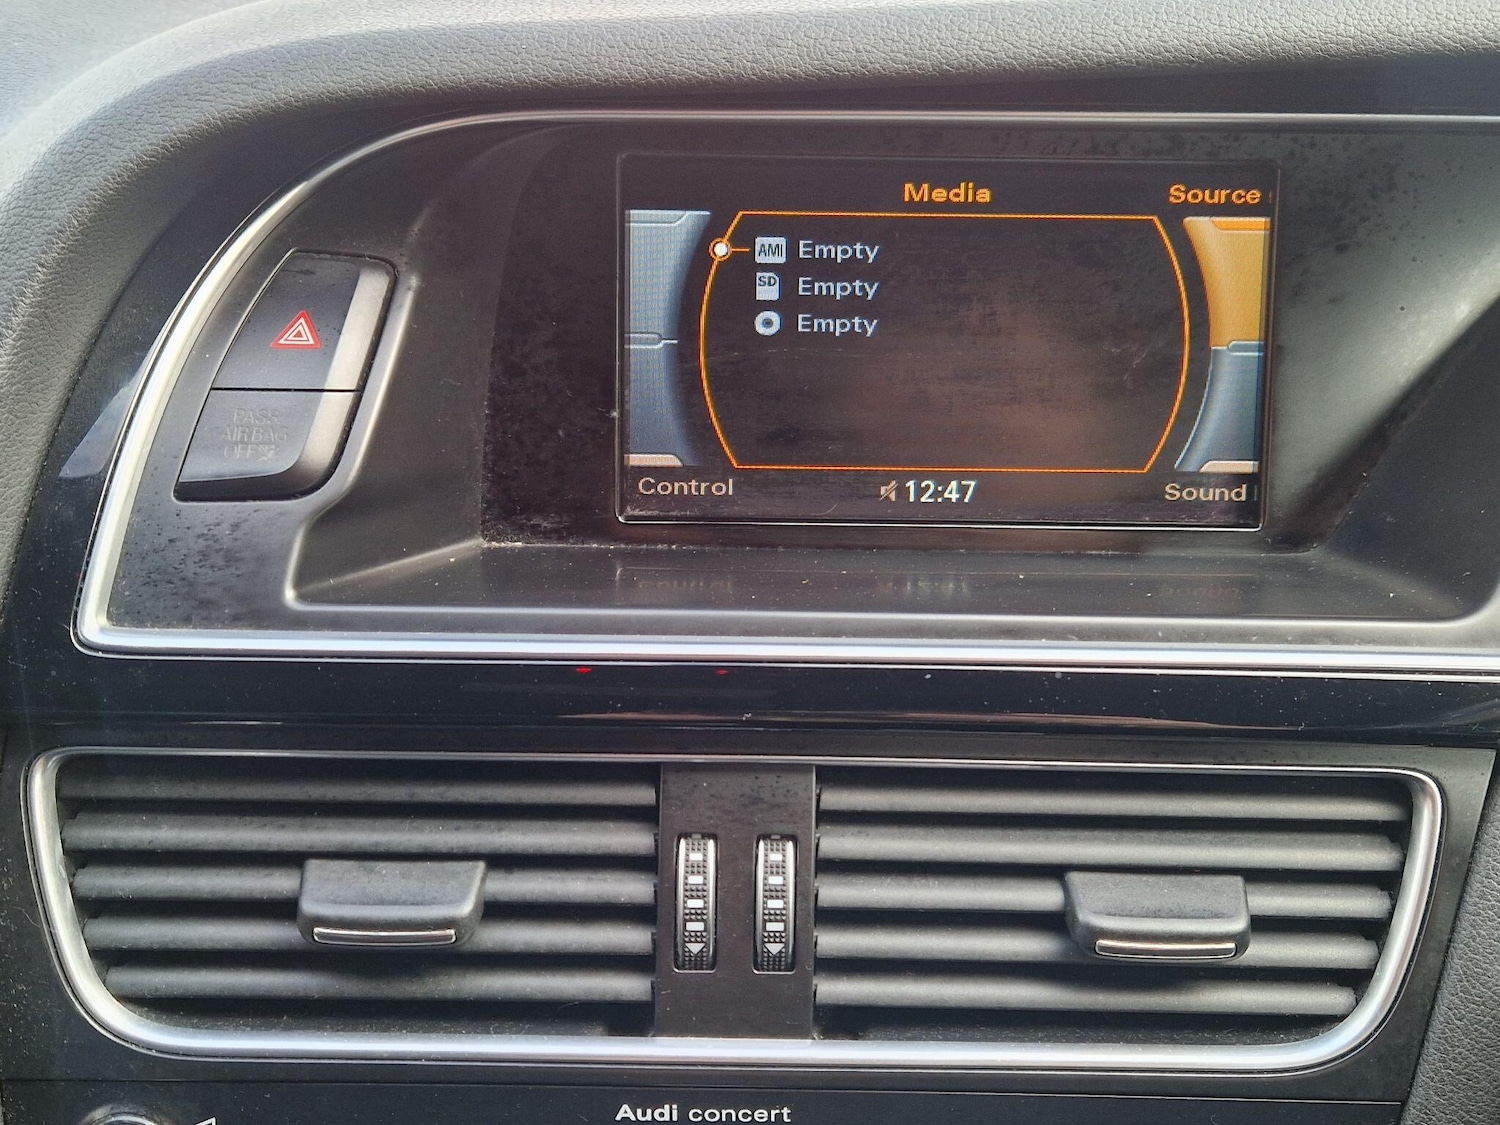 Media
Source
AMI Empty
SD Empty
Empty
Control
12:47
Sound
PASS
AIRBAG
OFF
Audi concert